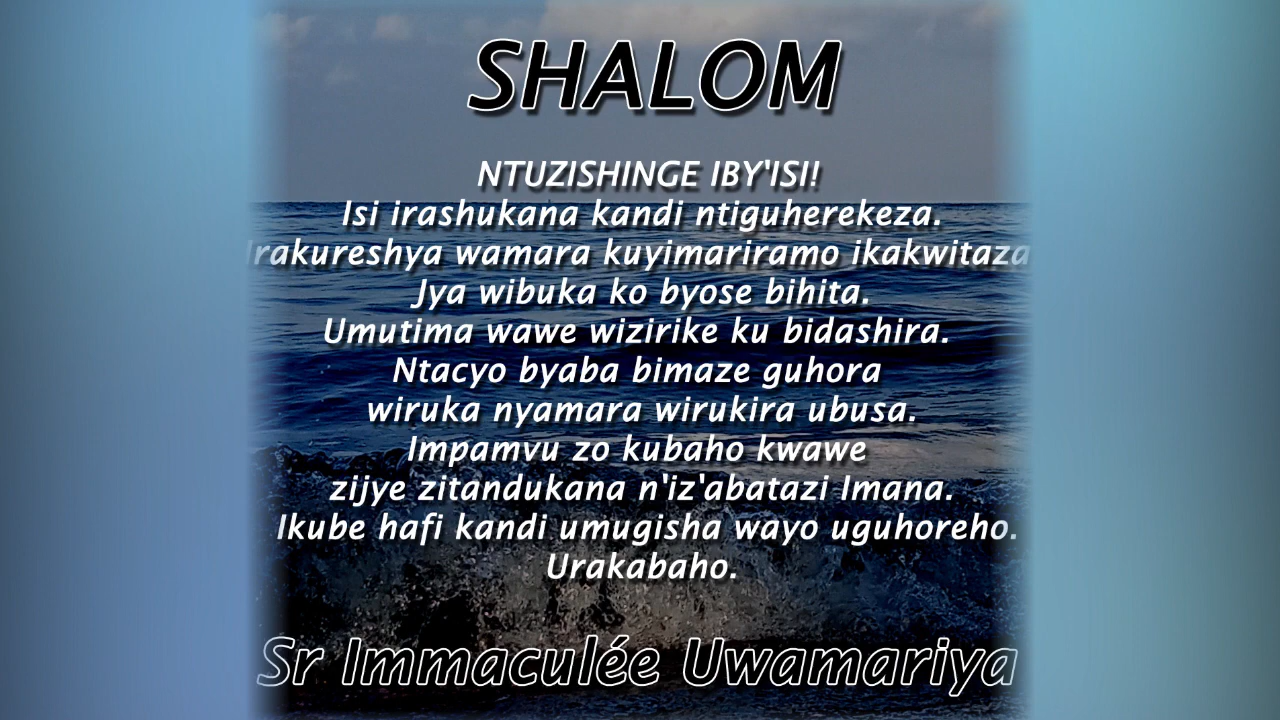 SHALOM
NTUZISHINGE IBY'ISI!
Isi irashukana kandi ntiguherekeza.
Irakureshya wamara kuyimariramo ikakwitaza
Jya wibuka ko byose bihita.
Umutima wawe wizirike ku bidashira.
Ntacyo byaba bimaze guhora
wiruka nyamara wirukira ubusa.
Impamvu zo kubaho kwawe
zijye zitandukana n'iz'abatazi Imana.
Ikube hafi kandi umugisha wayo uguhoreho.
Urakabaho.
Sr Immaculée Uwamariya